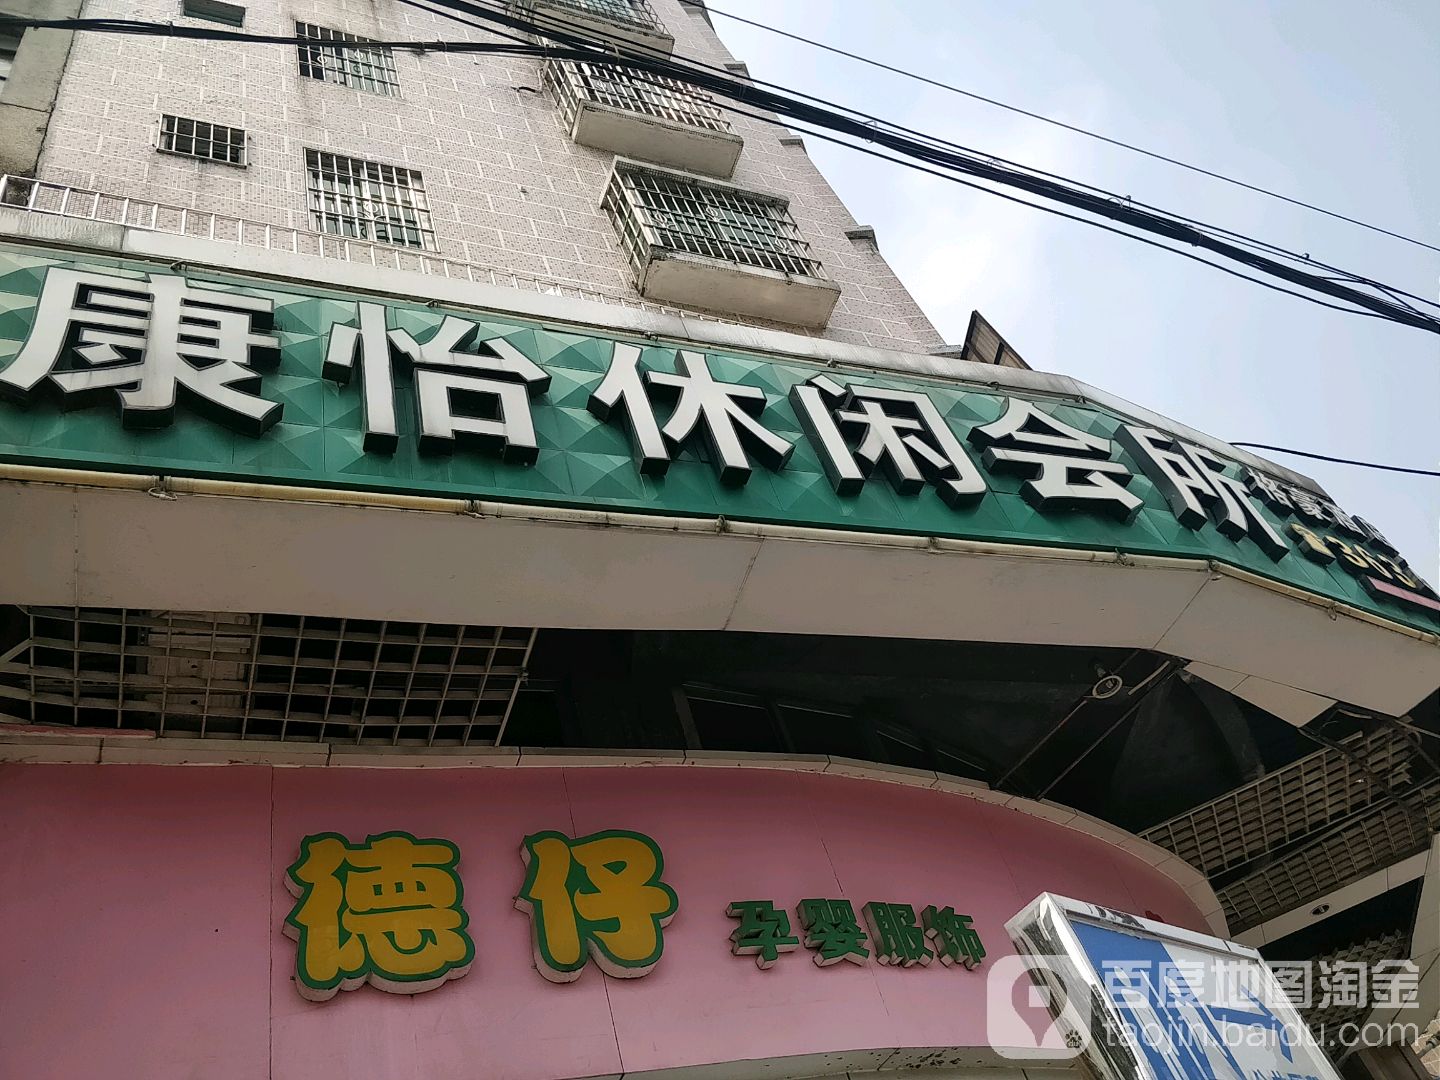 康怡休闲会所
363
德仔 孕婴服饰
百度地图淘金
taojin.baidu.com